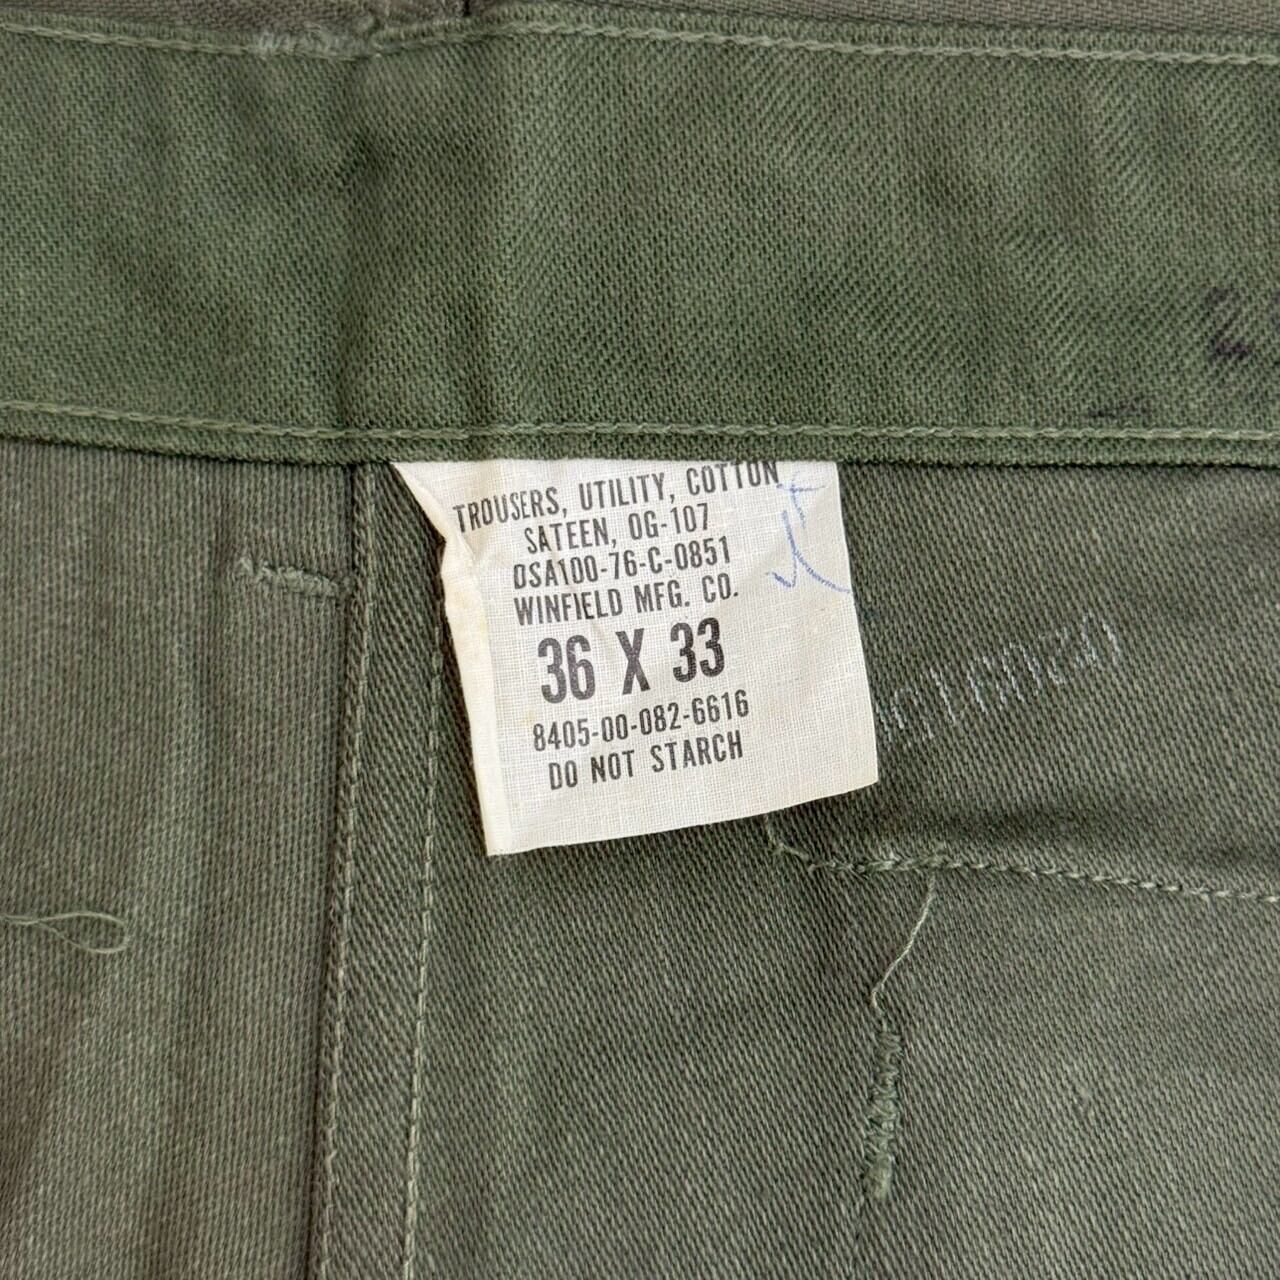 TROUSERS, UTILITY, COTTON
SATEEN, OG-107
DSA100-76-C-0851
WINFIELD MFG. CO.
36 X 33
8405-00-082-6616
DO NOT STARCH